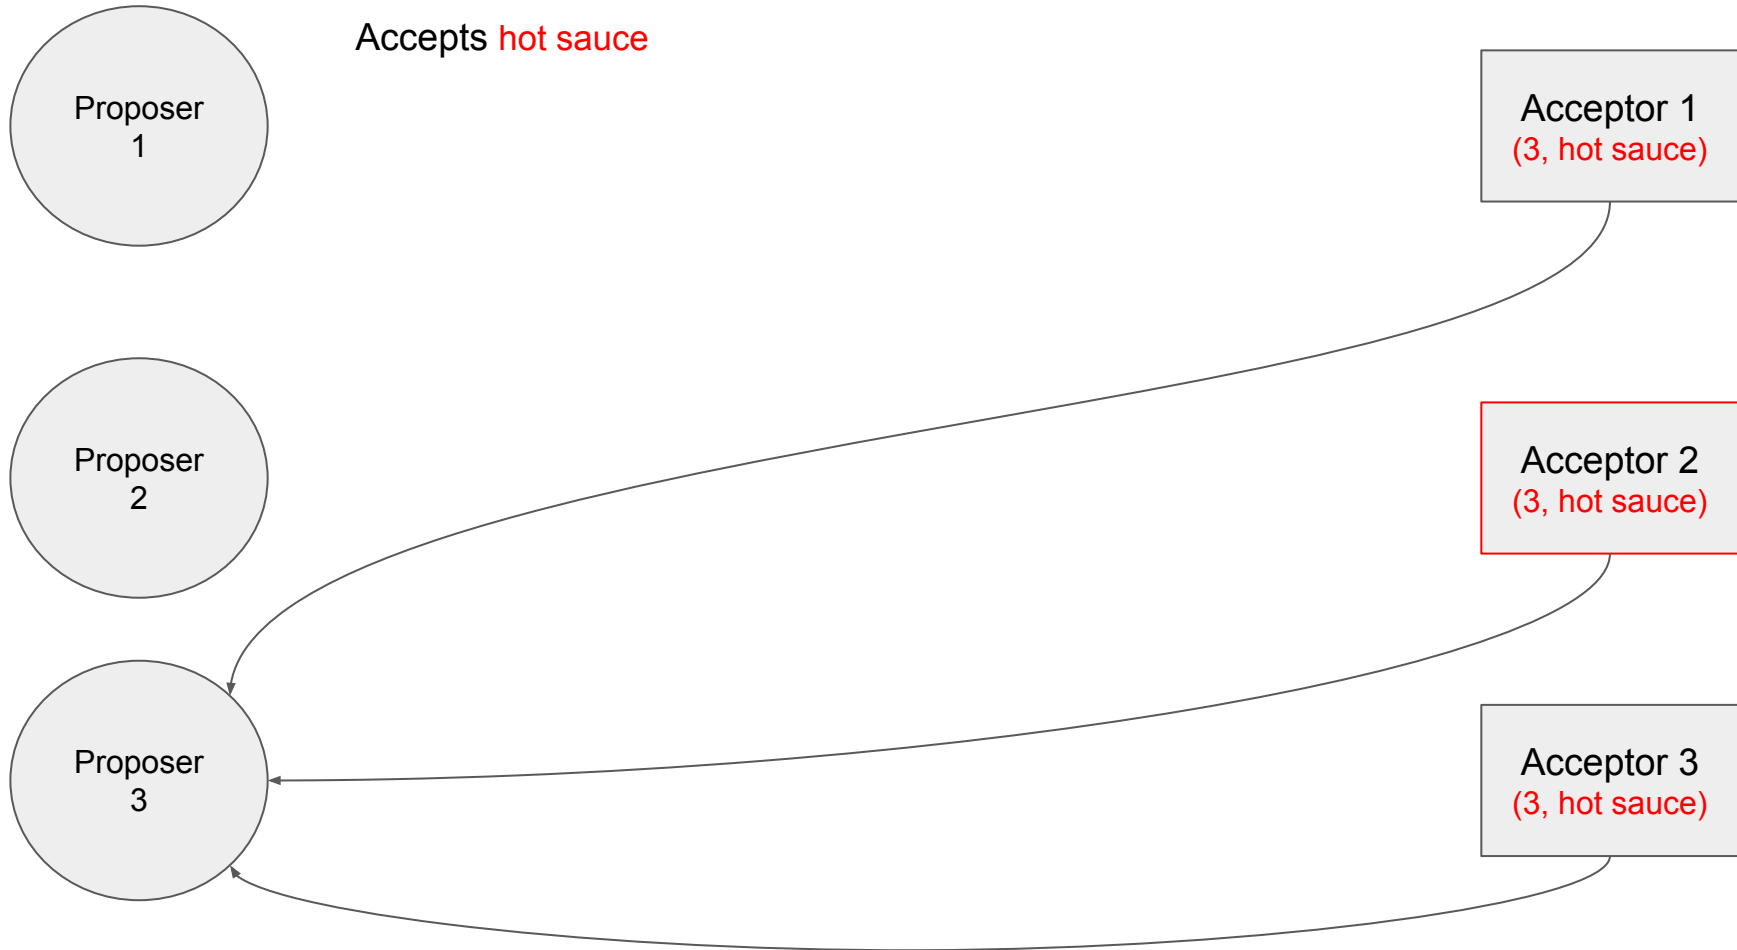 Accepts hot sauce
Proposer
1
Acceptor 1
(3, hot sauce)
Proposer
2
Acceptor 2
(3, hot sauce)
Proposer
3
Acceptor 3
(3, hot sauce)